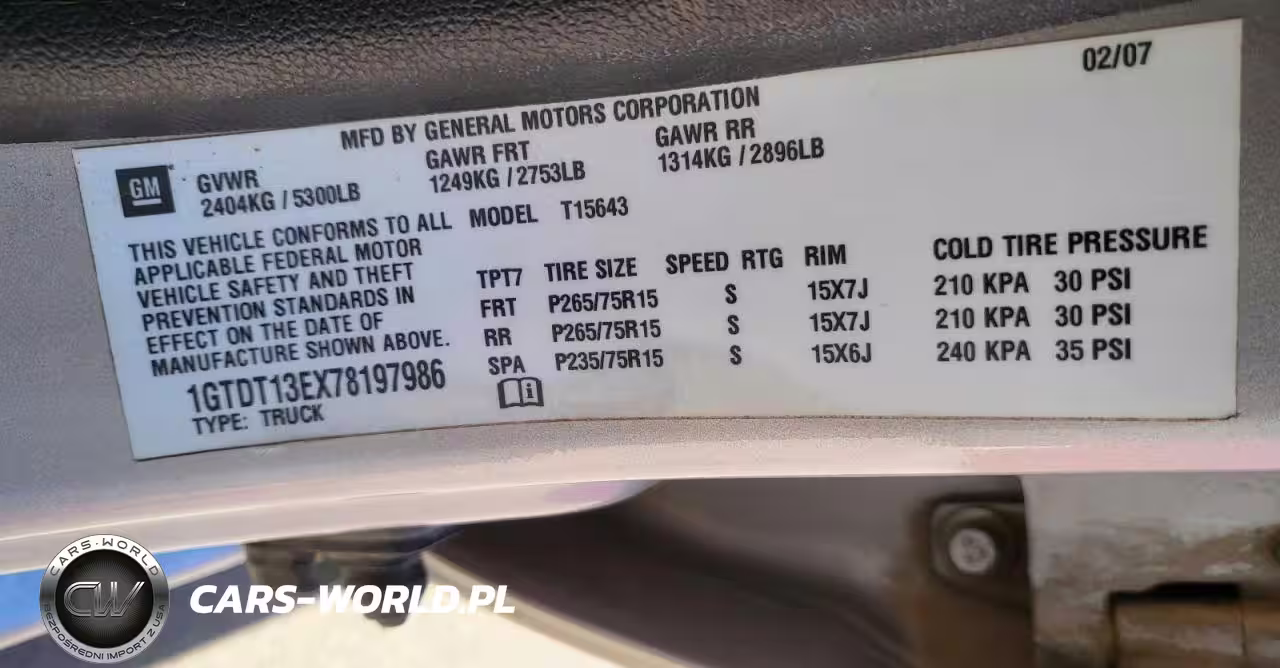 02/07
MFD BY GENERAL MOTORS CORPORATION
GM
GVWR GAWR FRT GAWR RR
2404KG / 5300LB 1249KG / 2753LB 1314KG / 2896LB
THIS VEHICLE CONFORMS TO ALL
APPLICABLE FEDERAL MOTOR
VEHICLE SAFETY AND THEFT
PREVENTION STANDARDS IN
EFFECT ON THE DATE OF
MANUFACTURE SHOWN ABOVE.
1GTDT13EX78197986
TYPE: TRUCK
MODEL T15643
TPT7 TIRE SIZE SPEED RTG RIM COLD TIRE PRESSURE
FRT P265/75R15 S 15X7J 210 KPA 30 PSI
RR P265/75R15 S 15X7J 210 KPA 30 PSI
SPA P235/75R15 S 15X6J 240 KPA 35 PSI
CARS-WORLD
CW
BEZPOŚREDNI IMPORT Z USA
CARS-WORLD.PL